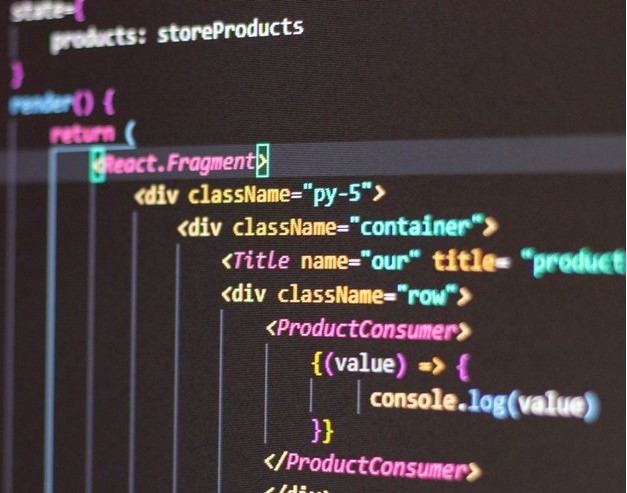 state={
products: storeProducts
}
render() {
return (
<React.Fragment>
<div className="py-5">
<div className="container">
<Title name="our" title= "product
<div className="row">
<ProductConsumer>
{(value) => {
console.log(value)
}}
</ProductConsumer>
</div>